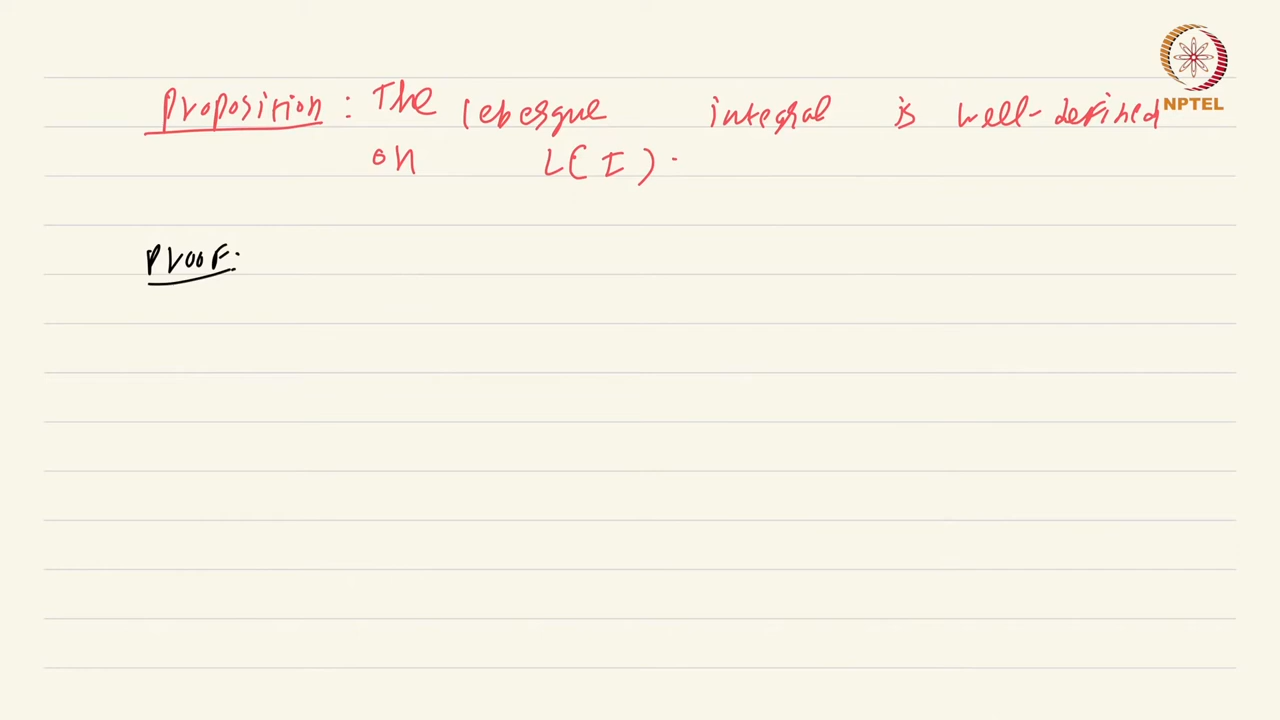 NPTEL
Proposition: The lebesgue integral is well-defined
on L(I).
Proof: